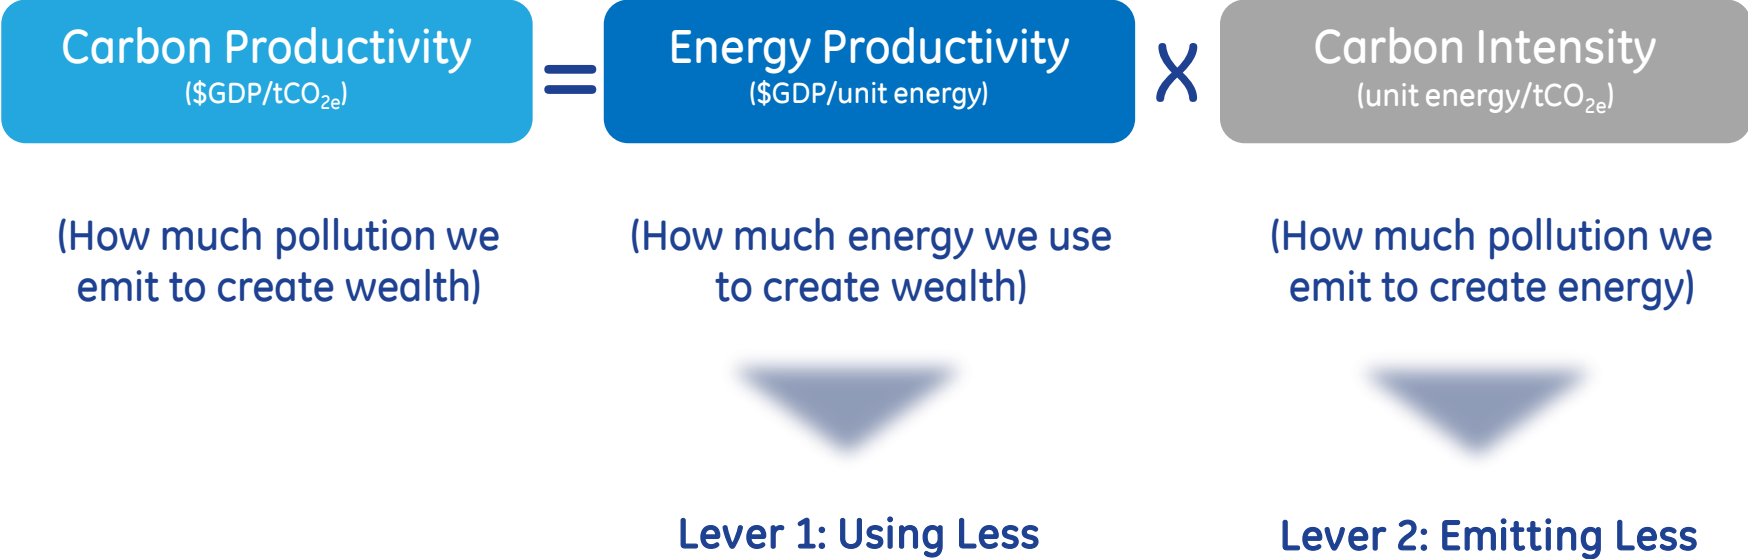 Carbon Productivity
($GDP/tCO2e)
=
Energy Productivity
($GDP/unit energy)
X
Carbon Intensity
(unit energy/tCO2e)
(How much pollution we
emit to create wealth)
(How much energy we use
to create wealth)
(How much pollution we
emit to create energy)
Lever 1: Using Less
Lever 2: Emitting Less